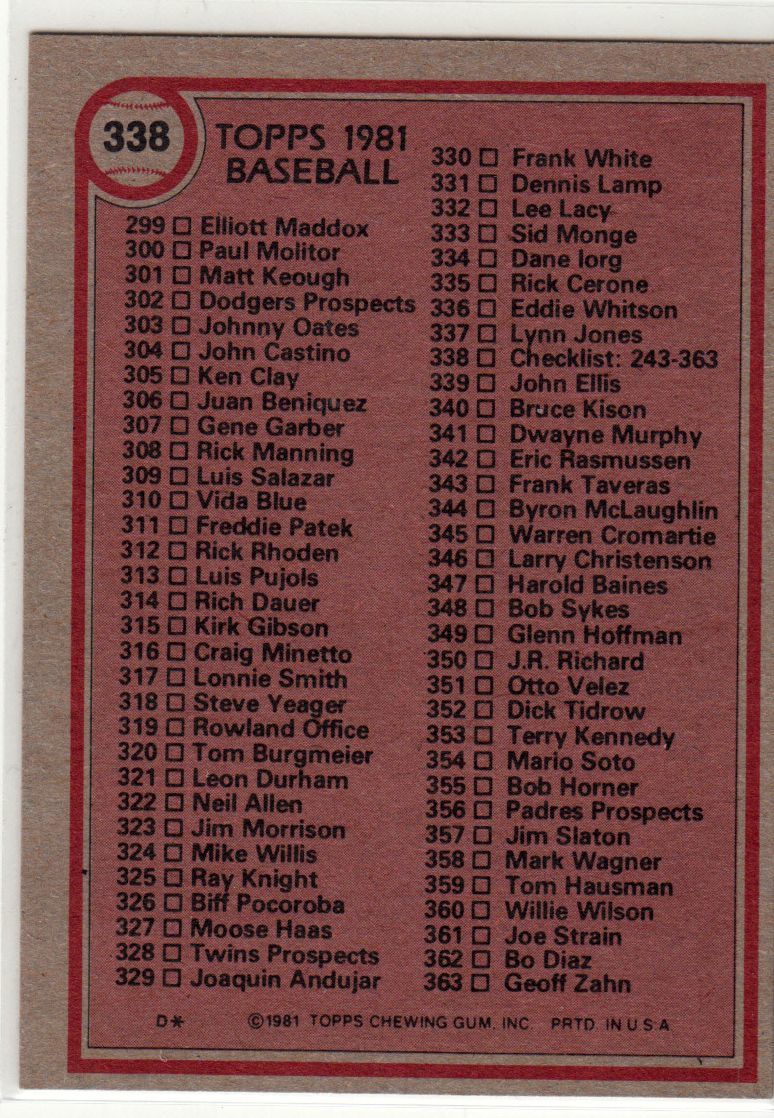 338
TOPPS 1981
BASEBALL
299 □ Elliott Maddox
300 □ Paul Molitor
301 □ Matt Keough
302 □ Dodgers Prospects
303 □ Johnny Oates
304 □ John Castino
305 □ Ken Clay
306 □ Juan Beniquez
307 □ Gene Garber
308 □ Rick Manning
309 □ Luis Salazar
310 □ Vida Blue
311 □ Freddie Patek
312 □ Rick Rhoden
313 □ Luis Pujols
314 □ Rich Dauer
315 □ Kirk Gibson
316 □ Craig Minetto
317 □ Lonnie Smith
318 □ Steve Yeager
319 □ Rowland Office
320 □ Tom Burgmeier
321 □ Leon Durham
322 □ Neil Allen
323 □ Jim Morrison
324 □ Mike Willis
325 □ Ray Knight
326 □ Biff Pocoroba
327 □ Moose Haas
328 □ Twins Prospects
329 □ Joaquin Andujar
330 □ Frank White
331 □ Dennis Lamp
332 □ Lee Lacy
333 □ Sid Monge
334 □ Dane Iorg
335 □ Rick Cerone
336 □ Eddie Whitson
337 □ Lynn Jones
338 □ Checklist: 243-363
339 □ John Ellis
340 □ Bruce Kison
341 □ Dwayne Murphy
342 □ Eric Rasmussen
343 □ Frank Taveras
344 □ Byron McLaughlin
345 □ Warren Cromartie
346 □ Larry Christenson
347 □ Harold Baines
348 □ Bob Sykes
349 □ Glenn Hoffman
350 □ J.R. Richard
351 □ Otto Velez
352 □ Dick Tidrow
353 □ Terry Kennedy
354 □ Mario Soto
355 □ Bob Horner
356 □ Padres Prospects
357 □ Jim Slaton
358 □ Mark Wagner
359 □ Tom Hausman
360 □ Willie Wilson
361 □ Joe Strain
362 □ Bo Diaz
363 □ Geoff Zahn
D* ©1981 TOPPS CHEWING GUM. INC. PRTD IN U.S.A.